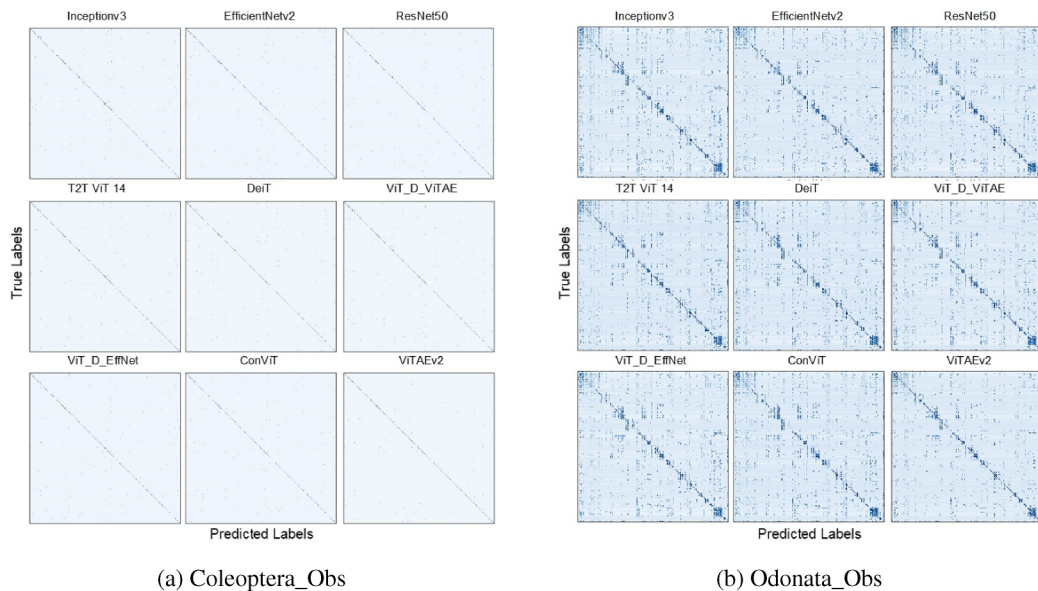 Inceptionv3 EfficientNetv2 ResNet50
T2T ViT 14 DeiT ViT_D_ViTAE
ViT_D_EffNet ConViT ViTAEv2
True Labels
Predicted Labels
(a) Coleoptera_Obs
Inceptionv3 EfficientNetv2 ResNet50
T2T ViT 14 DeiT ViT_D_ViTAE
ViT_D_EffNet ConViT ViTAEv2
True Labels
Predicted Labels
(b) Odonata_Obs